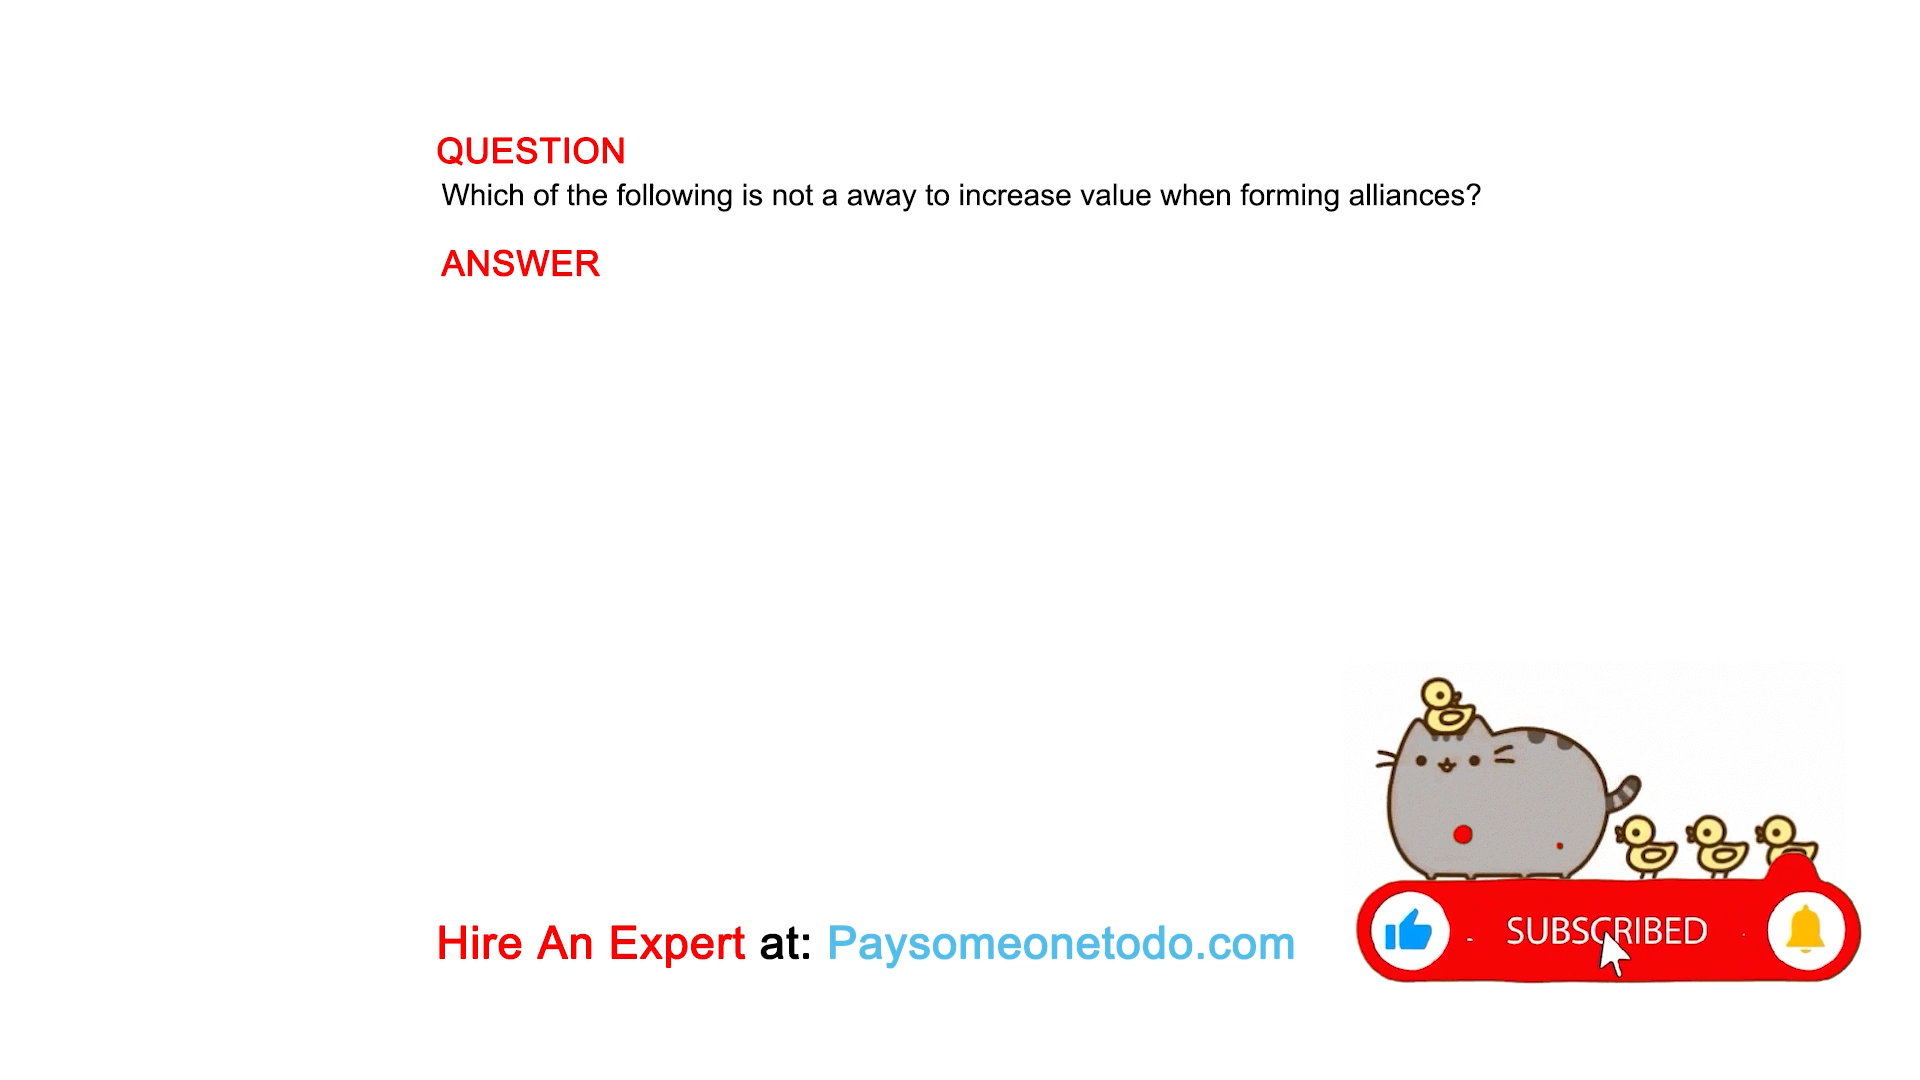 QUESTION
Which of the following is not a away to increase value when forming alliances?
ANSWER
Hire An Expert at: Paysomeonetodo.com
SUBSCRIBED